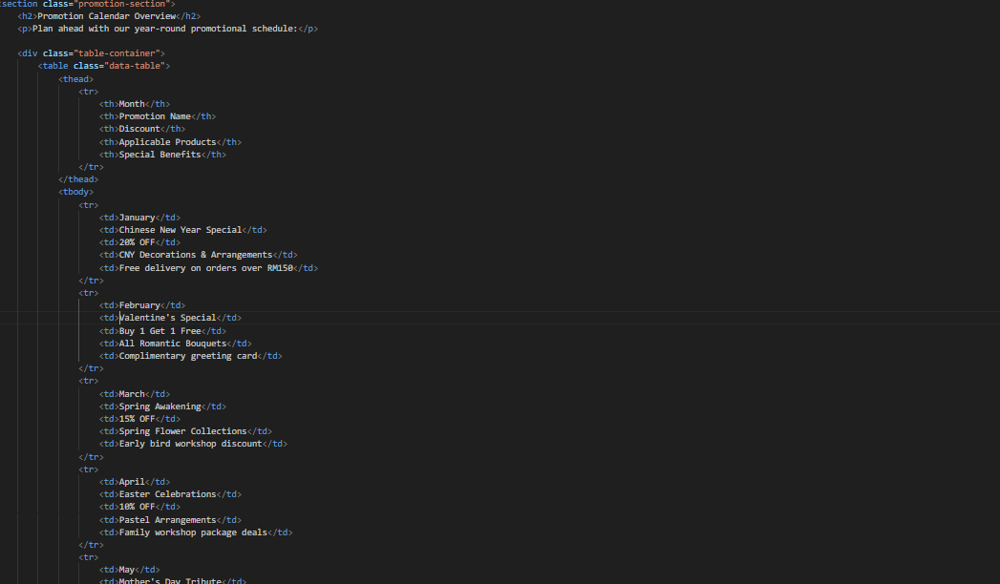 section class="promotion-section">
<h2>Promotion Calendar Overview</h2>
<p>Plan ahead with our year-round promotional schedule:</p>
<div class="table-container">
<table class="data-table">
<thead>
<tr>
<th>Month</th>
<th>Promotion Name</th>
<th>Discount</th>
<th>Applicable Products</th>
<th>Special Benefits</th>
</tr>
</thead>
<tbody>
<tr>
<td>January</td>
<td>Chinese New Year Special</td>
<td>20% OFF</td>
<td>CNY Decorations & Arrangements</td>
<td>Free delivery on orders over RM150</td>
</tr>
<tr>
<td>February</td>
<td>Valentine's Special</td>
<td>Buy 1 Get 1 Free</td>
<td>All Romantic Bouquets</td>
<td>Complimentary greeting card</td>
</tr>
<tr>
<td>March</td>
<td>Spring Awakening</td>
<td>15% OFF</td>
<td>Spring Flower Collections</td>
<td>Early bird workshop discount</td>
</tr>
<tr>
<td>April</td>
<td>Easter Celebrations</td>
<td>10% OFF</td>
<td>Pastel Arrangements</td>
<td>Family workshop package deals</td>
</tr>
<tr>
<td>May</td>
<td>Mother's Day Tribute</td>